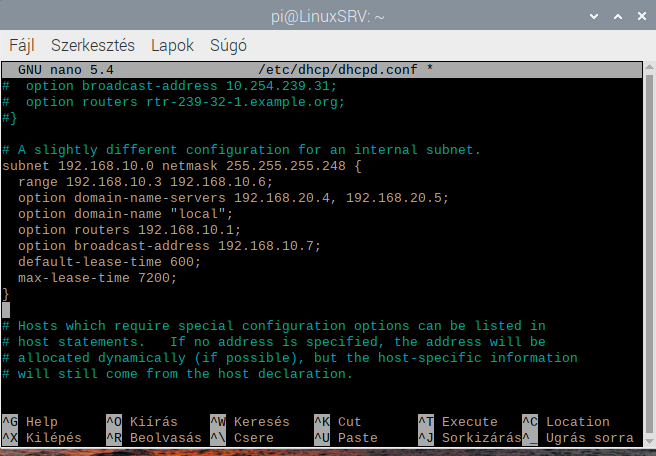 pi@LinuxSRV: ~
Fájl Szerkesztés Lapok Súgó
GNU nano 5.4 /etc/dhcp/dhcpd.conf *
#  option broadcast-address 10.254.239.31;
#  option routers rtr-239-32-1.example.org;
#}
# A slightly different configuration for an internal subnet.
subnet 192.168.10.0 netmask 255.255.255.248 {
  range 192.168.10.3 192.168.10.6;
  option domain-name-servers 192.168.20.4, 192.168.20.5;
  option domain-name "local";
  option routers 192.168.10.1;
  option broadcast-address 192.168.10.7;
  default-lease-time 600;
  max-lease-time 7200;
}
# Hosts which require special configuration options can be listed in
# host statements.   If no address is specified, the address will be
# allocated dynamically (if possible), but the host-specific information
# will still come from the host declaration.
^G Help ^O Kiírás ^W Keresés ^K Cut ^T Execute ^C Location
^X Kilépés ^R Beolvasás ^\ Csere ^U Paste ^J Sorkizárás ^_ Ugrás sorra